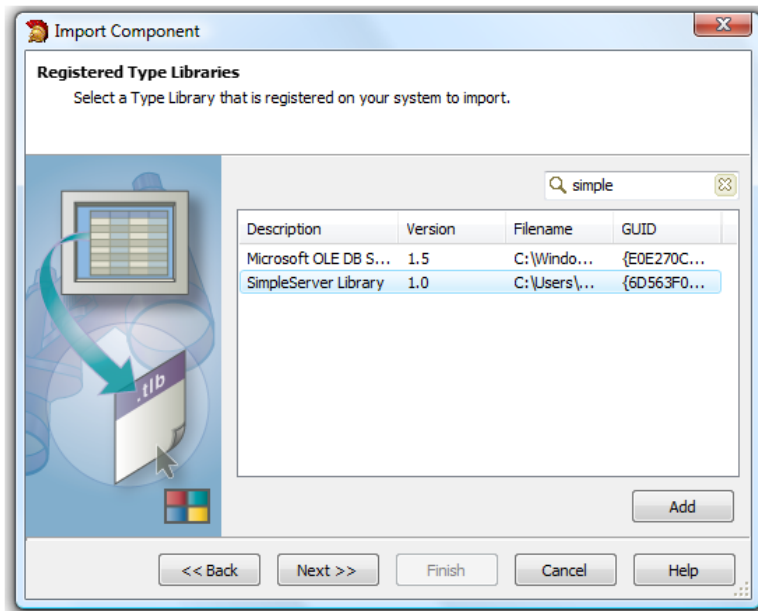 Import Component
Registered Type Libraries
Select a Type Library that is registered on your system to import.
simple
Description Version Filename GUID
Microsoft OLE DB S... 1.5 C:\Windo... {E0E270C...
SimpleServer Library 1.0 C:\Users\... {6D563F0...
.tlb
Add
<< Back Next >> Finish Cancel Help